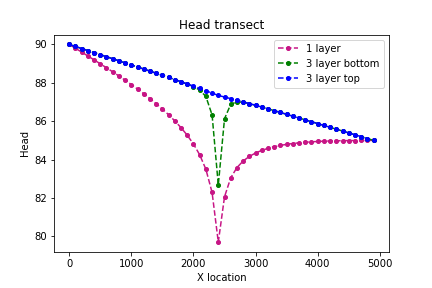 Head transect
1 layer
3 layer bottom
3 layer top
Head
90
88
86
84
82
80
0
1000
2000
3000
4000
5000
X location